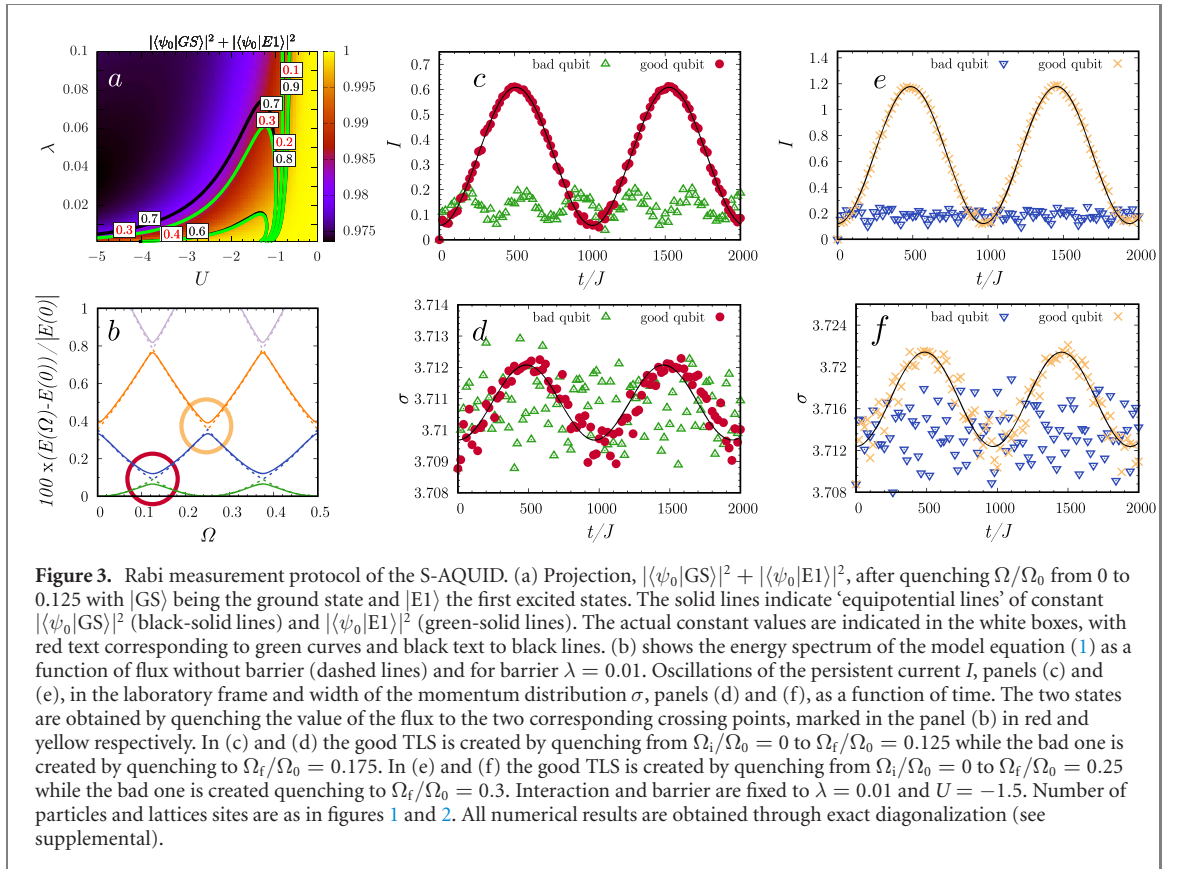 |⟨ψ₀|GS⟩|² + |⟨ψ₀|E1⟩|²
a
0.1
0.08
0.06
0.04
0.02
λ
−5 −4 −3 −2 −1 0
U
0.1
0.9
0.7
0.3
0.2
0.8
0.7
0.3
0.4
0.6
1
0.995
0.99
0.985
0.98
0.975
bad qubit good qubit
c
0.7
0.6
0.5
0.4
0.3
0.2
0.1
0
I
0 500 1000 1500 2000
t/J
bad qubit good qubit
e
1.4
1.2
1
0.8
0.6
0.4
0.2
0
I
0 500 1000 1500 2000
t/J
b
1
0.8
0.6
0.4
0.2
0
100 x(E(Ω)-E(0))/|E(0)|
0 0.1 0.2 0.3 0.4 0.5
Ω
bad qubit good qubit
d
3.714
3.713
3.712
3.711
3.71
3.709
3.708
σ
0 500 1000 1500 2000
t/J
bad qubit good qubit
f
3.724
3.72
3.716
3.712
3.708
σ
0 500 1000 1500 2000
t/J
Figure 3. Rabi measurement protocol of the S-AQUID. (a) Projection, |⟨ψ₀|GS⟩|² + |⟨ψ₀|E1⟩|², after quenching Ω/Ω₀ from 0 to
0.125 with |GS⟩ being the ground state and |E1⟩ the first excited states. The solid lines indicate ‘equipotential lines’ of constant
|⟨ψ₀|GS⟩|² (black-solid lines) and |⟨ψ₀|E1⟩|² (green-solid lines). The actual constant values are indicated in the white boxes, with
red text corresponding to green curves and black text to black lines. (b) shows the energy spectrum of the model equation (1) as a
function of flux without barrier (dashed lines) and for barrier λ = 0.01. Oscillations of the persistent current I, panels (c) and
(e), in the laboratory frame and width of the momentum distribution σ, panels (d) and (f), as a function of time. The two states
are obtained by quenching the value of the flux to the two corresponding crossing points, marked in the panel (b) in red and
yellow respectively. In (c) and (d) the good TLS is created by quenching from Ωᵢ/Ω₀ = 0 to Ω_f/Ω₀ = 0.125 while the bad one is
created by quenching to Ω_f/Ω₀ = 0.175. In (e) and (f) the good TLS is created by quenching from Ωᵢ/Ω₀ = 0 to Ω_f/Ω₀ = 0.25
while the bad one is created quenching to Ω_f/Ω₀ = 0.3. Interaction and barrier are fixed to λ = 0.01 and U = −1.5. Number of
particles and lattices sites are as in figures 1 and 2. All numerical results are obtained through exact diagonalization (see
supplemental).